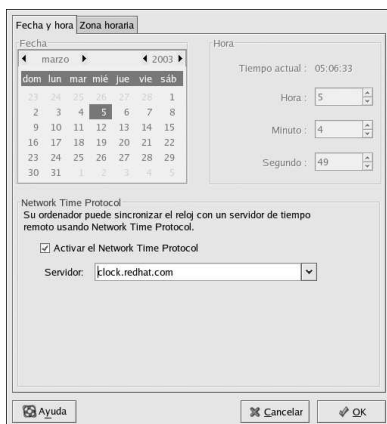 Fecha y hora Zona horaria
Fecha
marzo 2003
dom lun mar mié jue vie sáb
23 24 25 26 27 28 1
2 3 4 5 6 7 8
9 10 11 12 13 14 15
16 17 18 19 20 21 22
23 24 25 26 27 28 29
30 31 1 2 3 4 5
Hora
Tiempo actual : 05:06:33
Hora : 5
Minuto : 4
Segundo : 49
Network Time Protocol
Su ordenador puede sincronizar el reloj con un servidor de tiempo
remoto usando Network Time Protocol.
Activar el Network Time Protocol
Servidor: clock.redhat.com
Ayuda Cancelar OK